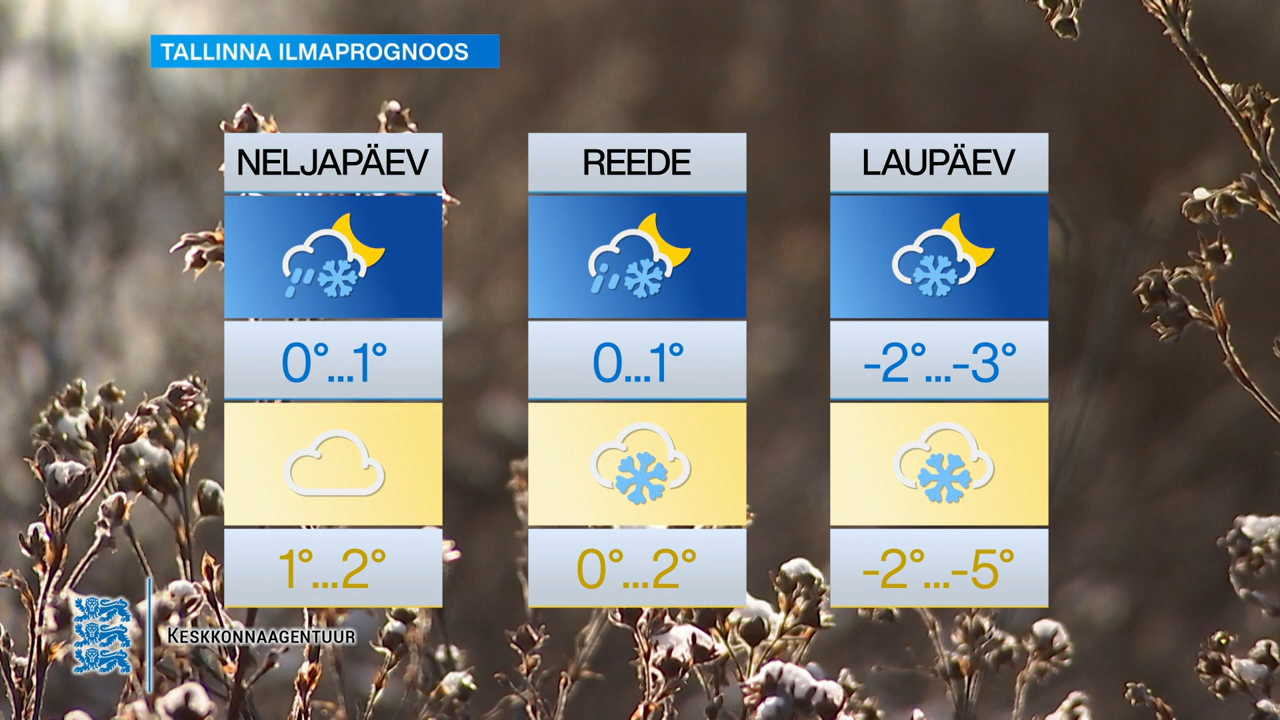 TALLINNA ILMAPROGNOOS
NELJAPÄEV
0°...1°
1°...2°
REEDE
0...1°
0°...2°
LAUPÄEV
-2°...-3°
-2°...-5°
KESKKONNAAGENTUUR